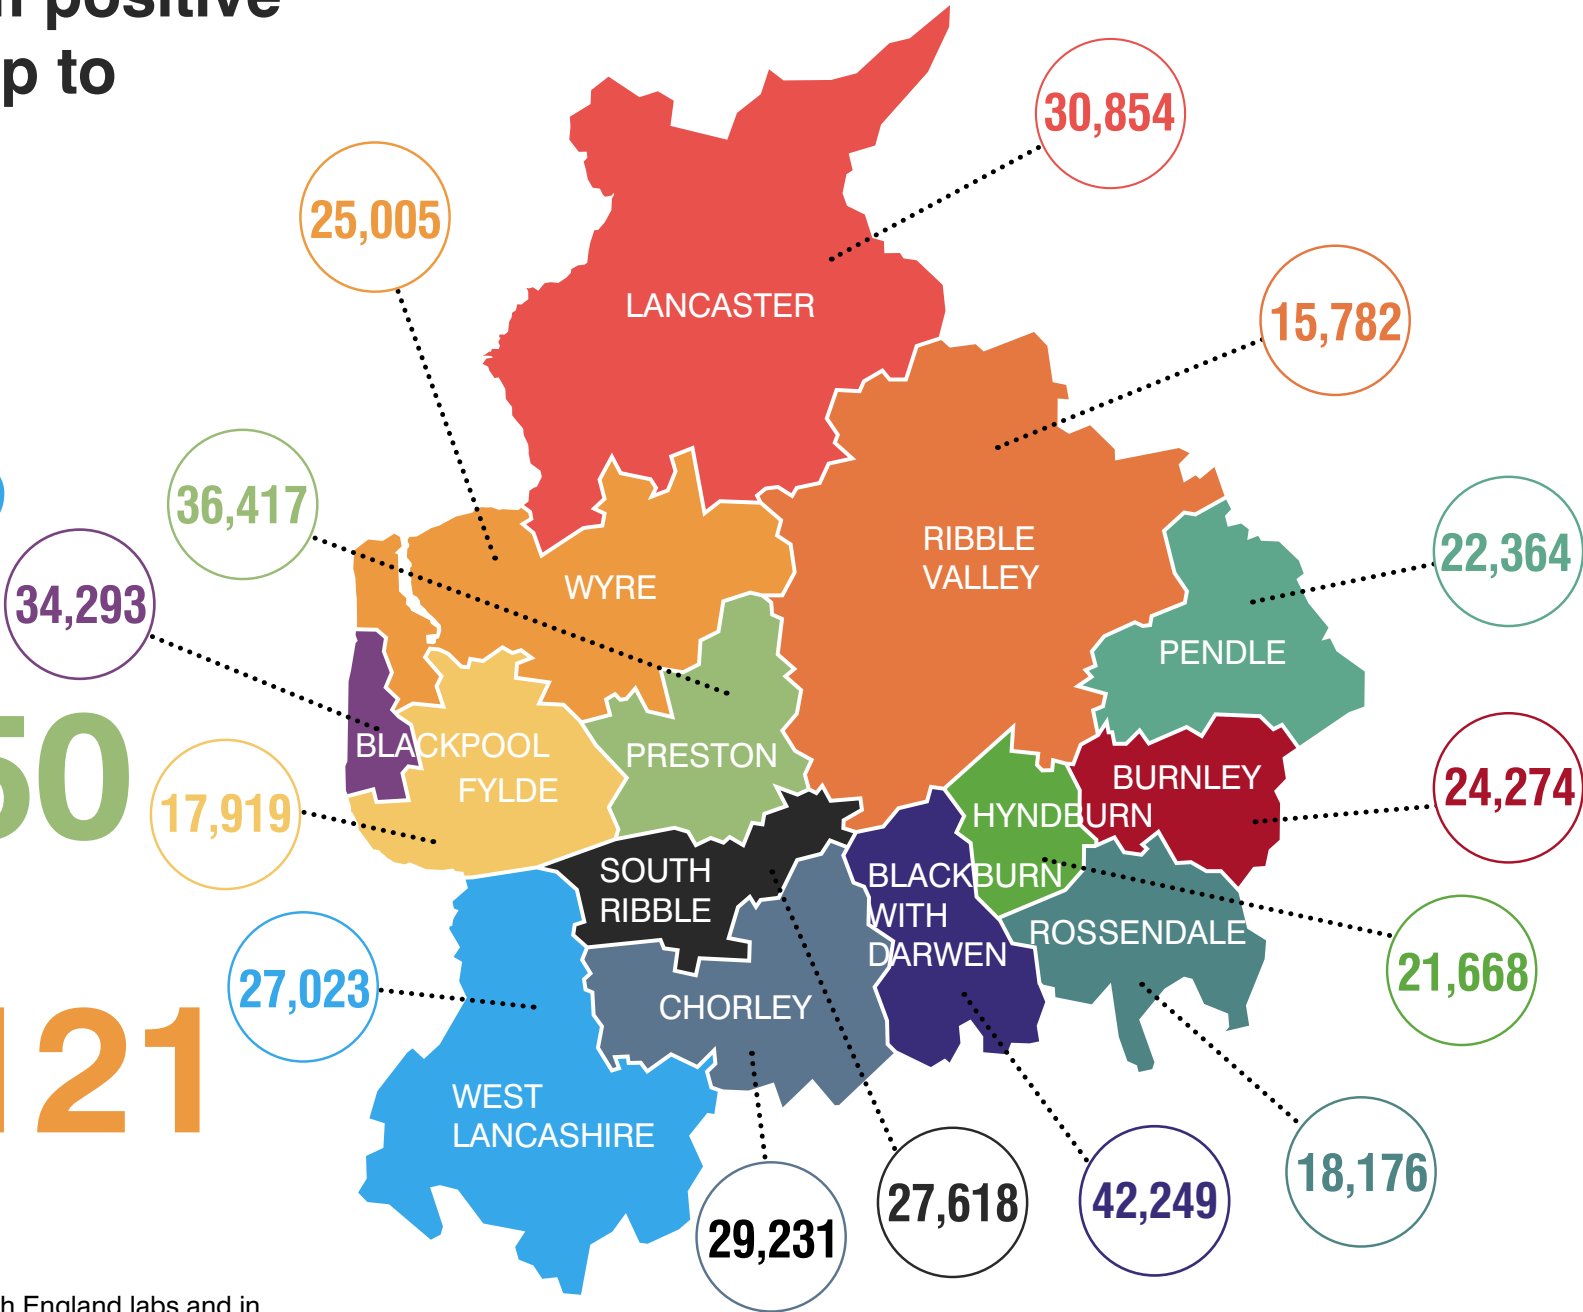 positive
p to
30,854
25,005
15,782
LANCASTER
36,417
22,364
34,293
RIBBLE
VALLEY
WYRE
PENDLE
50
BLACKPOOL
PRESTON
FYLDE
17,919
BURNLEY
24,274
HYNDBURN
SOUTH
RIBBLE
BLACKBURN
WITH
DARWEN
ROSSENDALE
21,668
27,023
CHORLEY
121
WEST
LANCASHIRE
29,231
27,618
42,249
18,176
h England labs and in